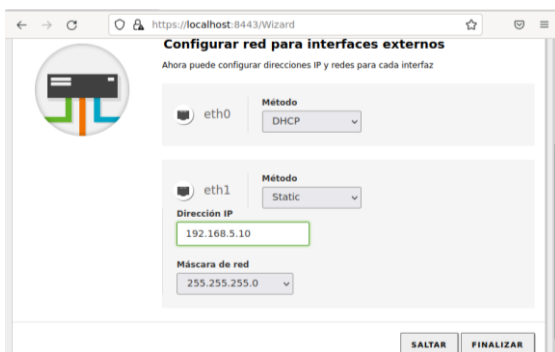 https://localhost:8443/Wizard
Configurar red para interfaces externos
Ahora puede configurar direcciones IP y redes para cada interfaz
eth0
Método
DHCP
eth1
Método
Static
Dirección IP
192.168.5.10
Máscara de red
255.255.255.0
SALTAR FINALIZAR